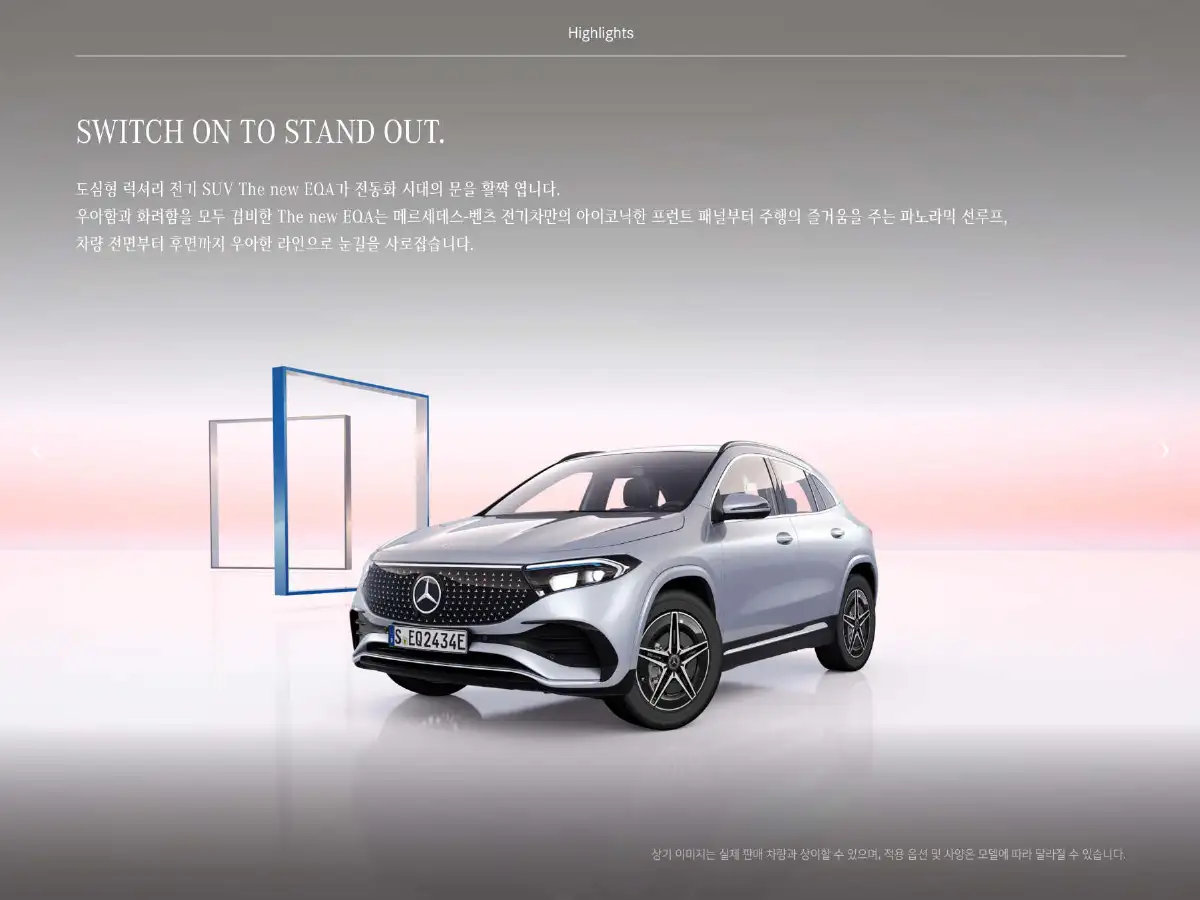 Highlights
SWITCH ON TO STAND OUT.
도심형 럭셔리 전기 SUV The new EQA가 전동화 시대의 문을 활짝 엽니다.
우아함과 화려함을 모두 겸비한 The new EQA는 메르세데스-벤츠 전기차만의 아이코닉한 프런트 패널부터 주행의 즐거움을 주는 파노라믹 선루프,
차량 전면부터 후면까지 우아한 라인으로 눈길을 사로잡습니다.
S EQ2434E
상기 이미지는 실제 판매 차량과 상이할 수 있으며, 적용 옵션 및 사양은 모델에 따라 달라질 수 있습니다.